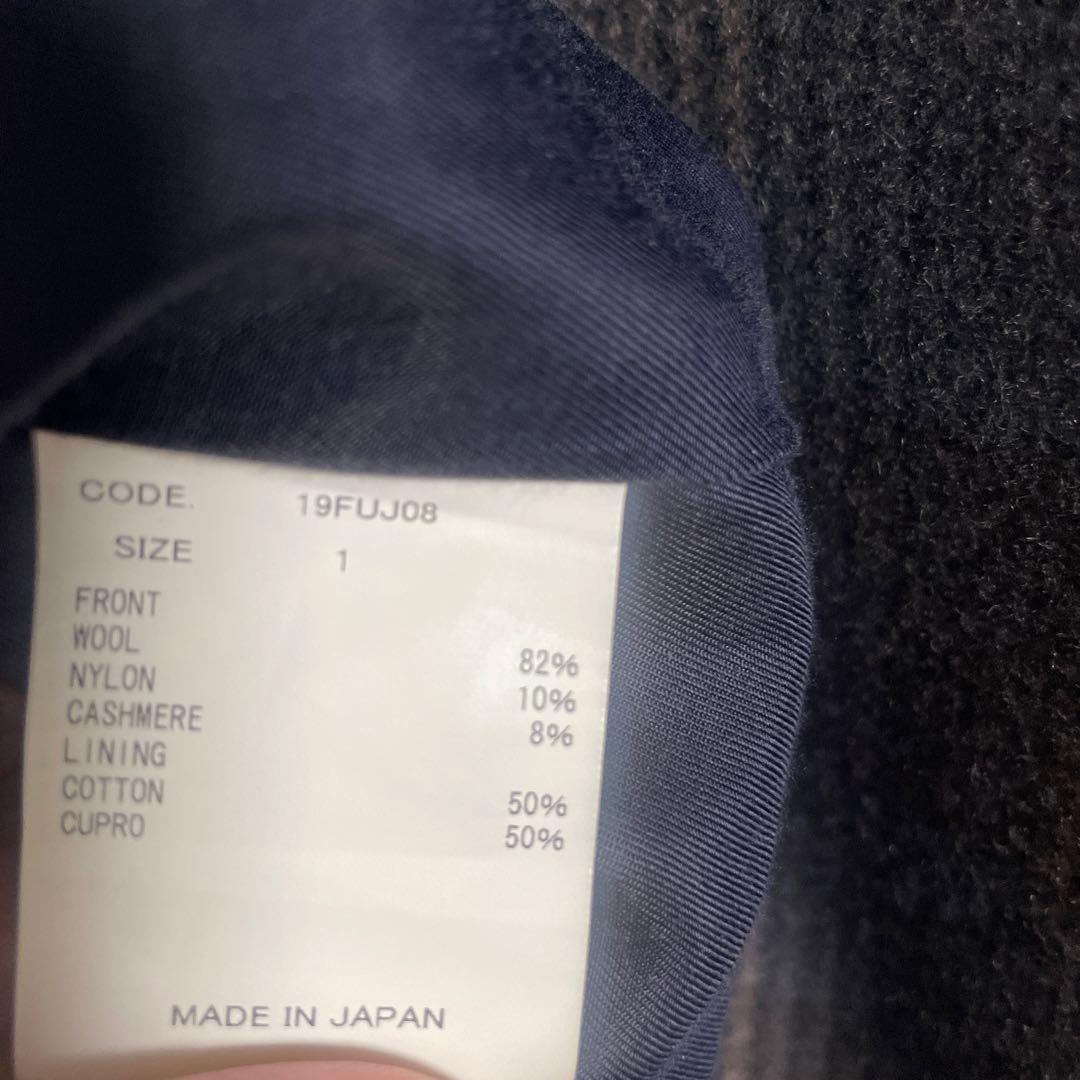 CODE. 19FUJ08
SIZE 1
FRONT
WOOL 82%
NYLON 10%
CASHMERE 8%
LINING
COTTON 50%
CUPRO 50%
MADE IN JAPAN